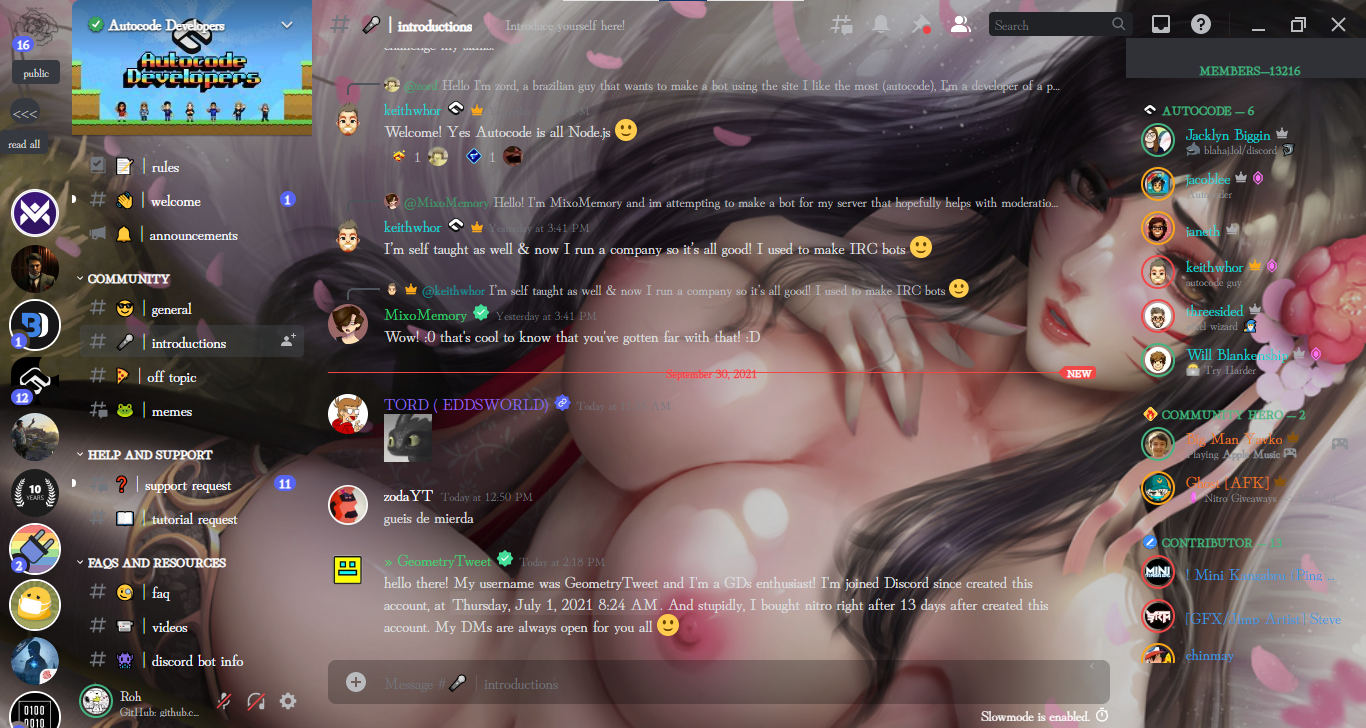 16
public
<<<
read all
1
12
10
YEARS
2
0100
0010
Autocode Developers
Autocode
Developers
rules
welcome 1
announcements
COMMUNITY
general
introductions
off topic
memes
HELP AND SUPPORT
support request 11
tutorial request
FAQS AND RESOURCES
faq
videos
discord bot info
Roh
GitHub: github.c...
# | introductions Introduce yourself here!
Search
challenge my skills.
@zord Hello I'm zord, a brazilian guy that wants to make a bot using the site I like the most (autocode), I,m a developer of a p...
keithwhor
Welcome! Yes Autocode is all Node.js 🙂
1 1
@MixoMemory Hello! I'm MixoMemory and im attempting to make a bot for my server that hopefully helps with moderatio...
keithwhor Yesterday at 3:41 PM
I'm self taught as well & now I run a company so it's all good! I used to make IRC bots 🙂
@keithwhor I'm self taught as well & now I run a company so it's all good! I used to make IRC bots 🙂
MixoMemory Yesterday at 3:41 PM
Wow! :0 that's cool to know that you've gotten far with that! :D
September 30, 2021 NEW
TORD ( EDDSWORLD) Today at
zodaYT Today at 12:50 PM
gueis de mierda
» GeometryTweet Today at 2:18 PM
hello there! My username was GeometryTweet and I'm a GDs enthusiast! I'm joined Discord since created this
account, at Thursday, July 1, 2021 8:24 AM. And stupidly, I bought nitro right after 13 days after created this
account. My DMs are always open for you all 🙂
Message # | introductions
Slowmode is enabled.
MEMBERS—13216
AUTOCODE — 6
Jacklyn Biggin
blahaj.lol/discord
jacoblee
janeth
keithwhor
autocode guy
threesided
wizard
Will Blankenship
Try Harder
COMMUNITY HERO — 2
Big Man Yavko
Playing Apple Music
Ghost [AFK]
Nitro Giveaways
CONTRIBUTOR —
MINI
! Mini (Ping ...
[GFX/Intro Artist] Steve
chinmay